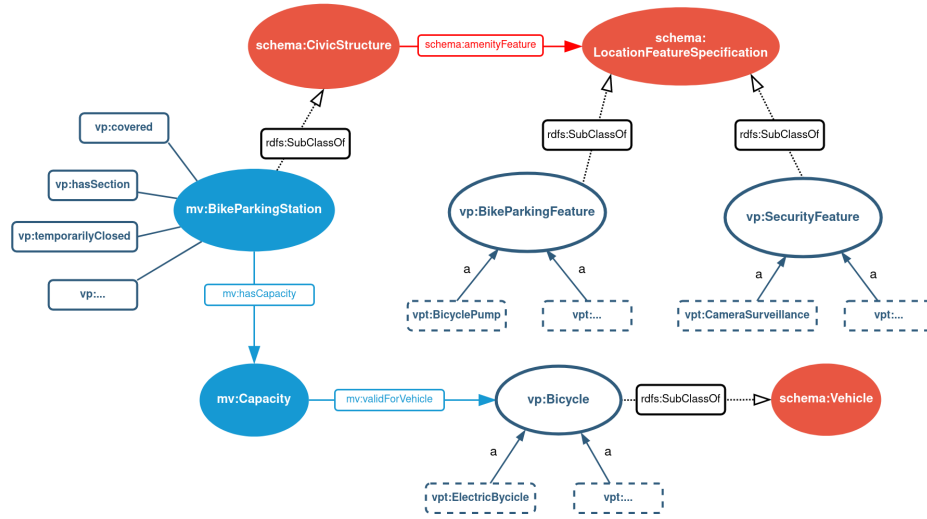 schema:CivicStructure
schema:amenityFeature
schema:
LocationFeatureSpecification
vp:covered
rdfs:SubClassOf
rdfs:SubClassOf
rdfs:SubClassOf
vp:hasSection
mv:BikeParkingStation
vp:BikeParkingFeature
vp:SecurityFeature
vp:temporarilyClosed
a
a
a
a
vp:...
mv:hasCapacity
vpt:BicyclePump
vpt:...
vpt:CameraSurveillance
vpt:...
mv:Capacity
mv:validForVehicle
vp:Bicycle
rdfs:SubClassOf
schema:Vehicle
a
a
vpt:ElectricBycicle
vpt:...